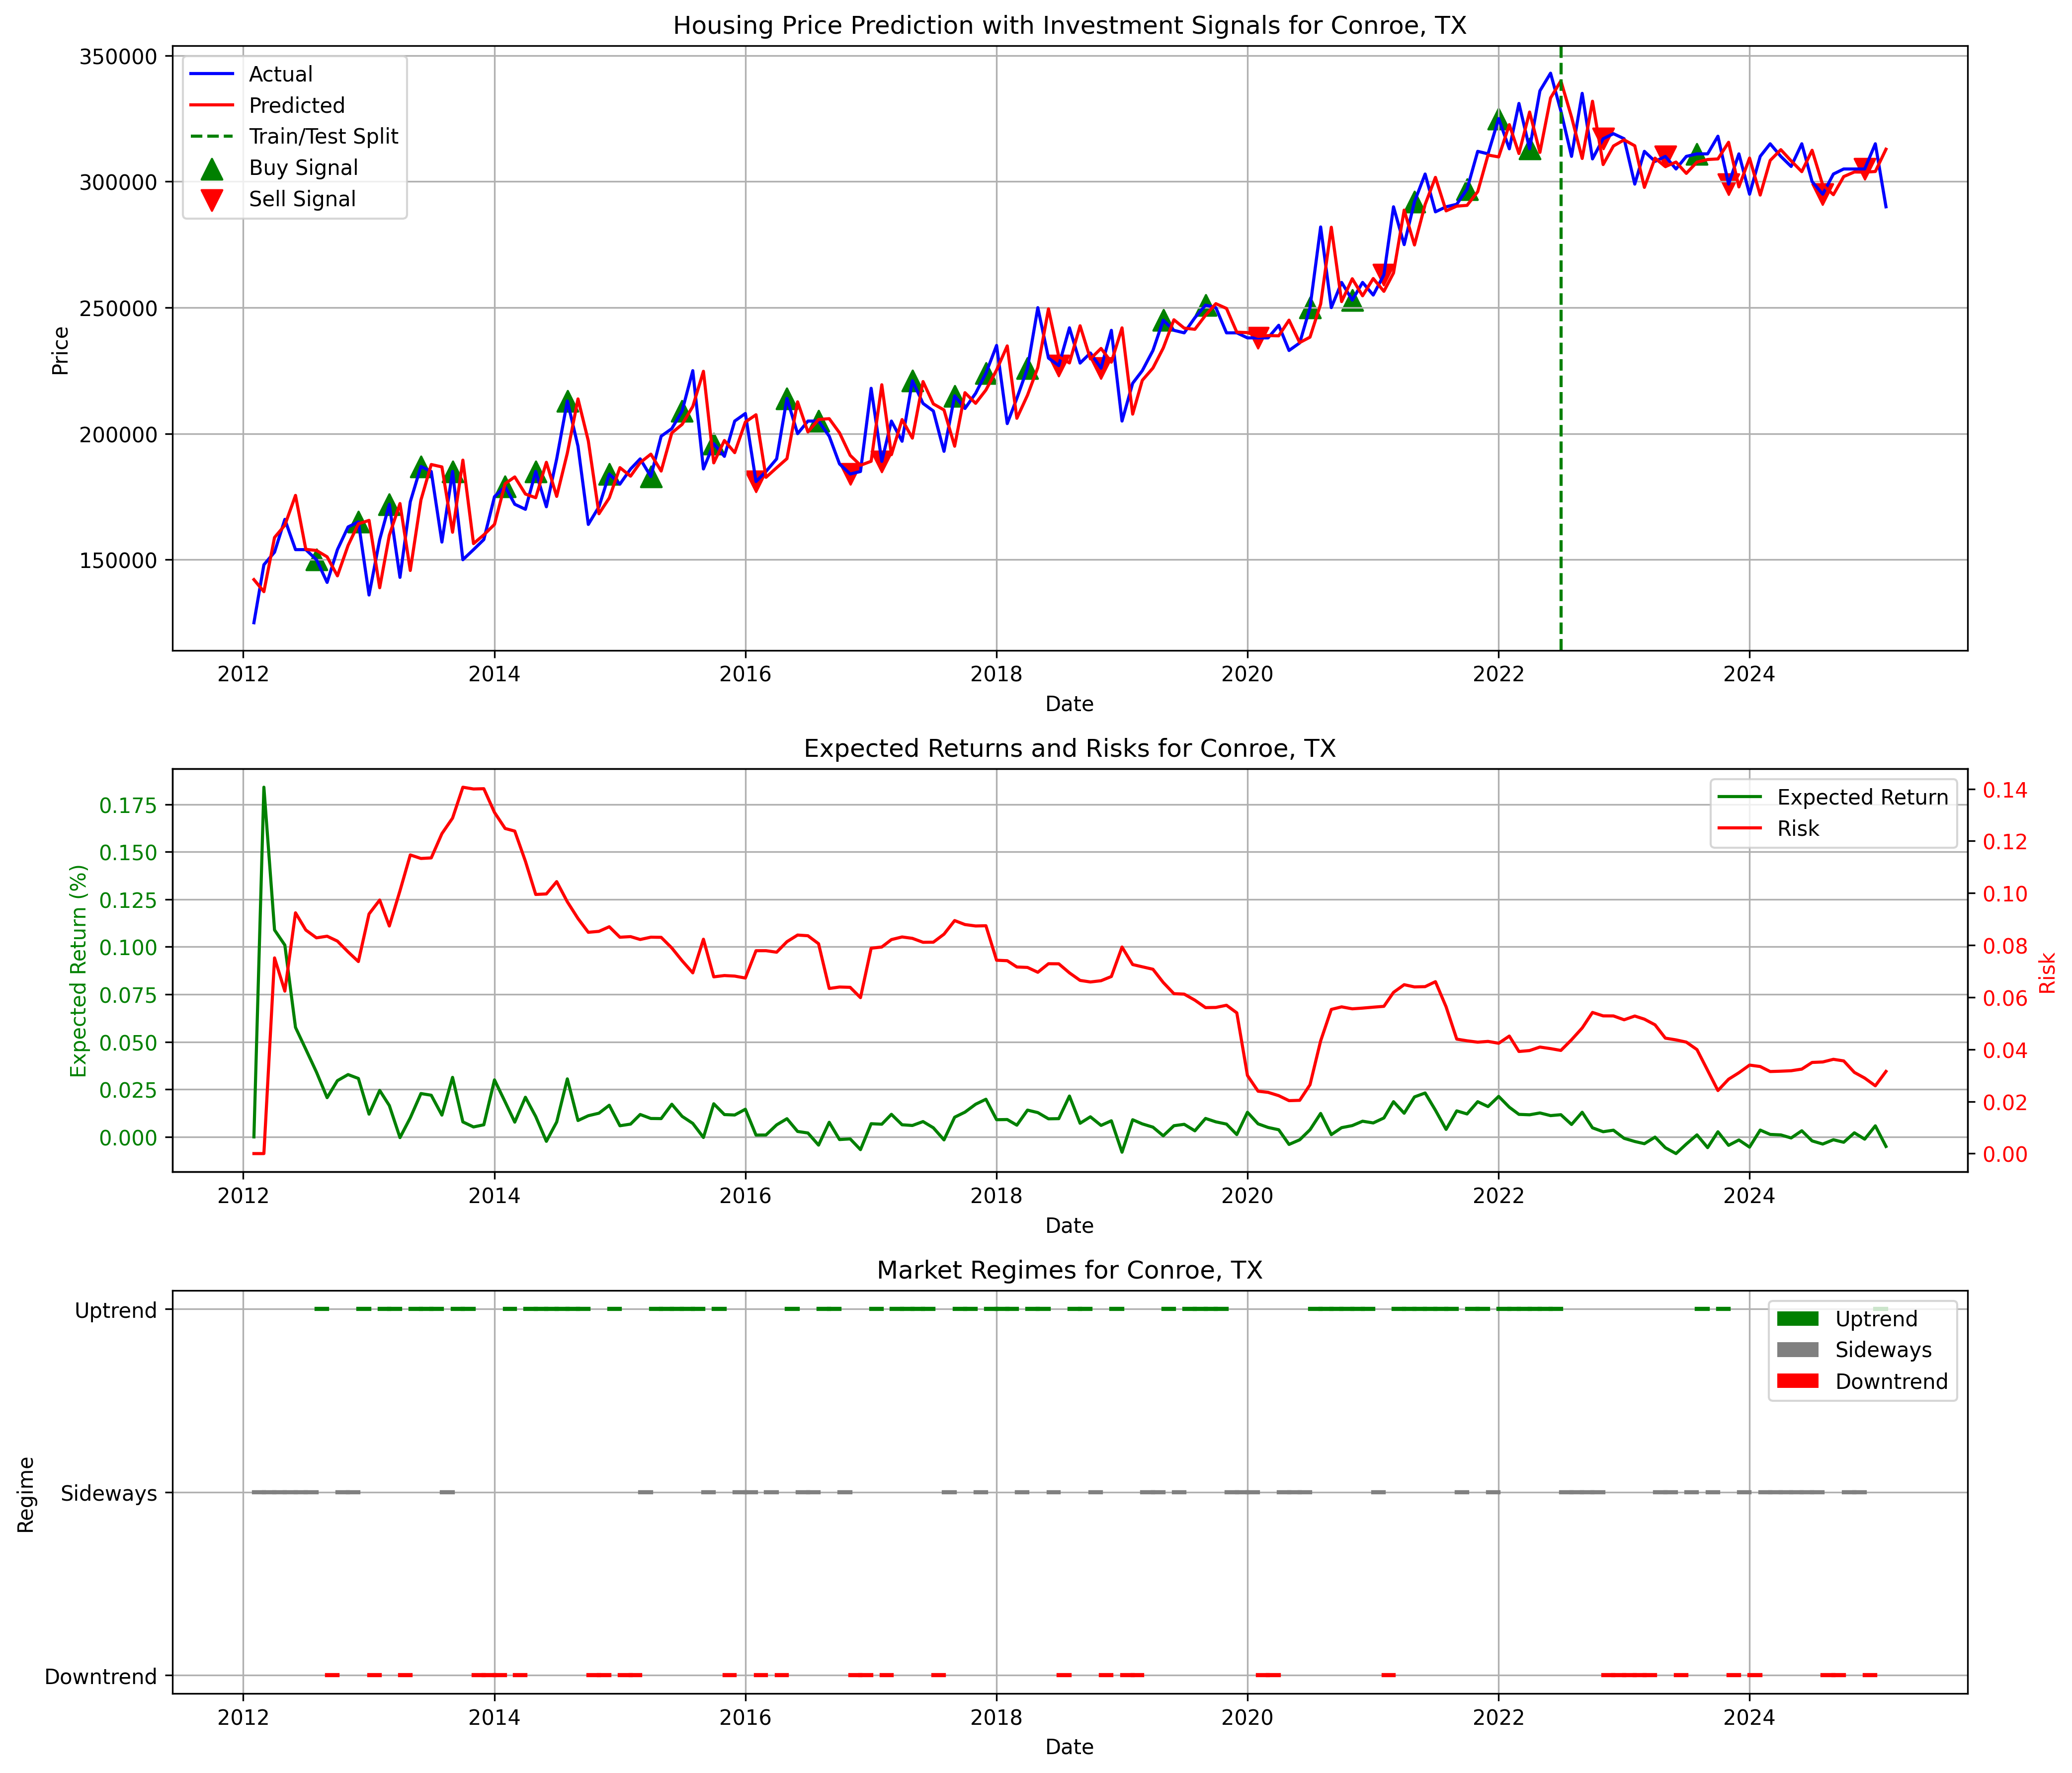 Housing Price Prediction with Investment Signals for Conroe, TX
350000
300000
250000
200000
150000
Price
Actual
Predicted
Train/Test Split
Buy Signal
Sell Signal
2012 2014 2016 2018 2020 2022 2024
Date
Expected Returns and Risks for Conroe, TX
0.175
0.150
0.125
0.100
0.075
0.050
0.025
0.000
Expected Return (%)
Expected Return
Risk
0.14
0.12
0.10
0.08
0.06
0.04
0.02
0.00
Risk
2012 2014 2016 2018 2020 2022 2024
Date
Market Regimes for Conroe, TX
Uptrend
Sideways
Downtrend
Regime
Uptrend
Sideways
Downtrend
2012 2014 2016 2018 2020 2022 2024
Date